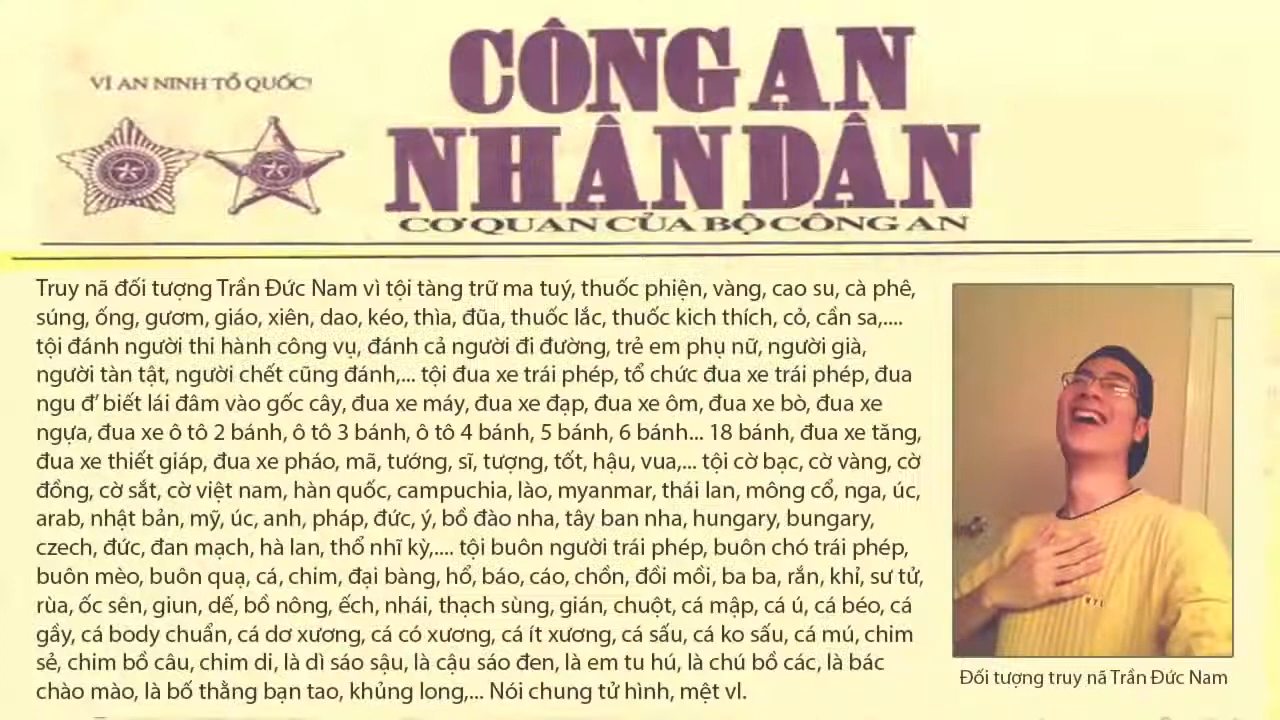 VÌ AN NINH TỔ QUỐC!
CÔNG AN
NHÂN DÂN
CƠ QUAN CỦA BỘ CÔNG AN
Truy nã đối tượng Trần Đức Nam vì tội tàng trữ ma tuý, thuốc phiện, vàng, cao su, cà phê,
súng, ống, gươm, giáo, xiên, dao, kéo, thìa, đũa, thuốc lắc, thuốc kich thích, cỏ, cần sa,....
tội đánh người thi hành công vụ, đánh cả người đi đường, trẻ em phụ nữ, người già,
người tàn tật, người chết cũng đánh,... tội đua xe trái phép, tổ chức đua xe trái phép, đua
ngu đ' biết lái đâm vào gốc cây, đua xe máy, đua xe đạp, đua xe ôm, đua xe bò, đua xe
ngựa, đua xe ô tô 2 bánh, ô tô 3 bánh, ô tô 4 bánh, 5 bánh, 6 bánh... 18 bánh, đua xe tăng,
đua xe thiết giáp, đua xe pháo, mã, tướng, sĩ, tượng, tốt, hậu, vua,... tội cờ bạc, cờ vàng, cờ
đồng, cờ sắt, cờ việt nam, hàn quốc, campuchia, lào, myanmar, thái lan, mông cổ, nga, úc,
arab, nhật bản, mỹ, úc, anh, pháp, đức, ý, bồ đào nha, tây ban nha, hungary, bungary,
czech, đức, đan mạch, hà lan, thổ nhĩ kỳ,.... tội buôn người trái phép, buôn chó trái phép,
buôn mèo, buôn quạ, cá, chim, đại bàng, hổ, báo, cáo, chồn, đồi mồi, ba ba, rắn, khỉ, sư tử,
rùa, ốc sên, giun, dế, bồ nông, ếch, nhái, thạch sùng, gián, chuột, cá mập, cá ú, cá béo, cá
gầy, cá body chuẩn, cá dơ xương, cá có xương, cá ít xương, cá sấu, cá ko sấu, cá mú, chim
sẻ, chim bồ câu, chim di, là dì sáo sậu, là cậu sáo đen, là em tu hú, là chú bồ các, là bác
chào mào, là bố thằng bạn tao, khủng long,... Nói chung tử hình, mệt vl.
Đối tượng truy nã Trần Đức Nam